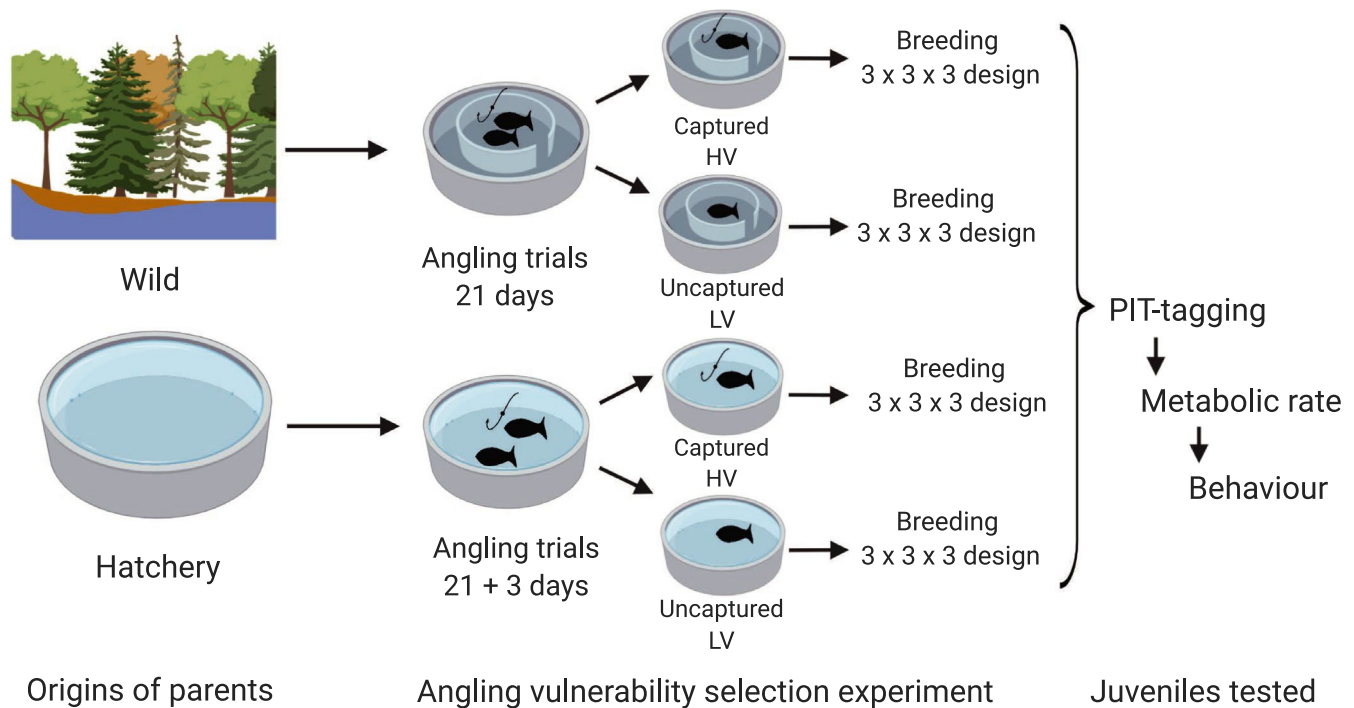 Wild
Angling trials
21 days
Captured
HV
Uncaptured
LV
Breeding
3 x 3 x 3 design
Breeding
3 x 3 x 3 design
Hatchery
Angling trials
21 + 3 days
Captured
HV
Uncaptured
LV
Breeding
3 x 3 x 3 design
Breeding
3 x 3 x 3 design
PIT-tagging
Metabolic rate
Behaviour
Origins of parents
Angling vulnerability selection experiment
Juveniles tested